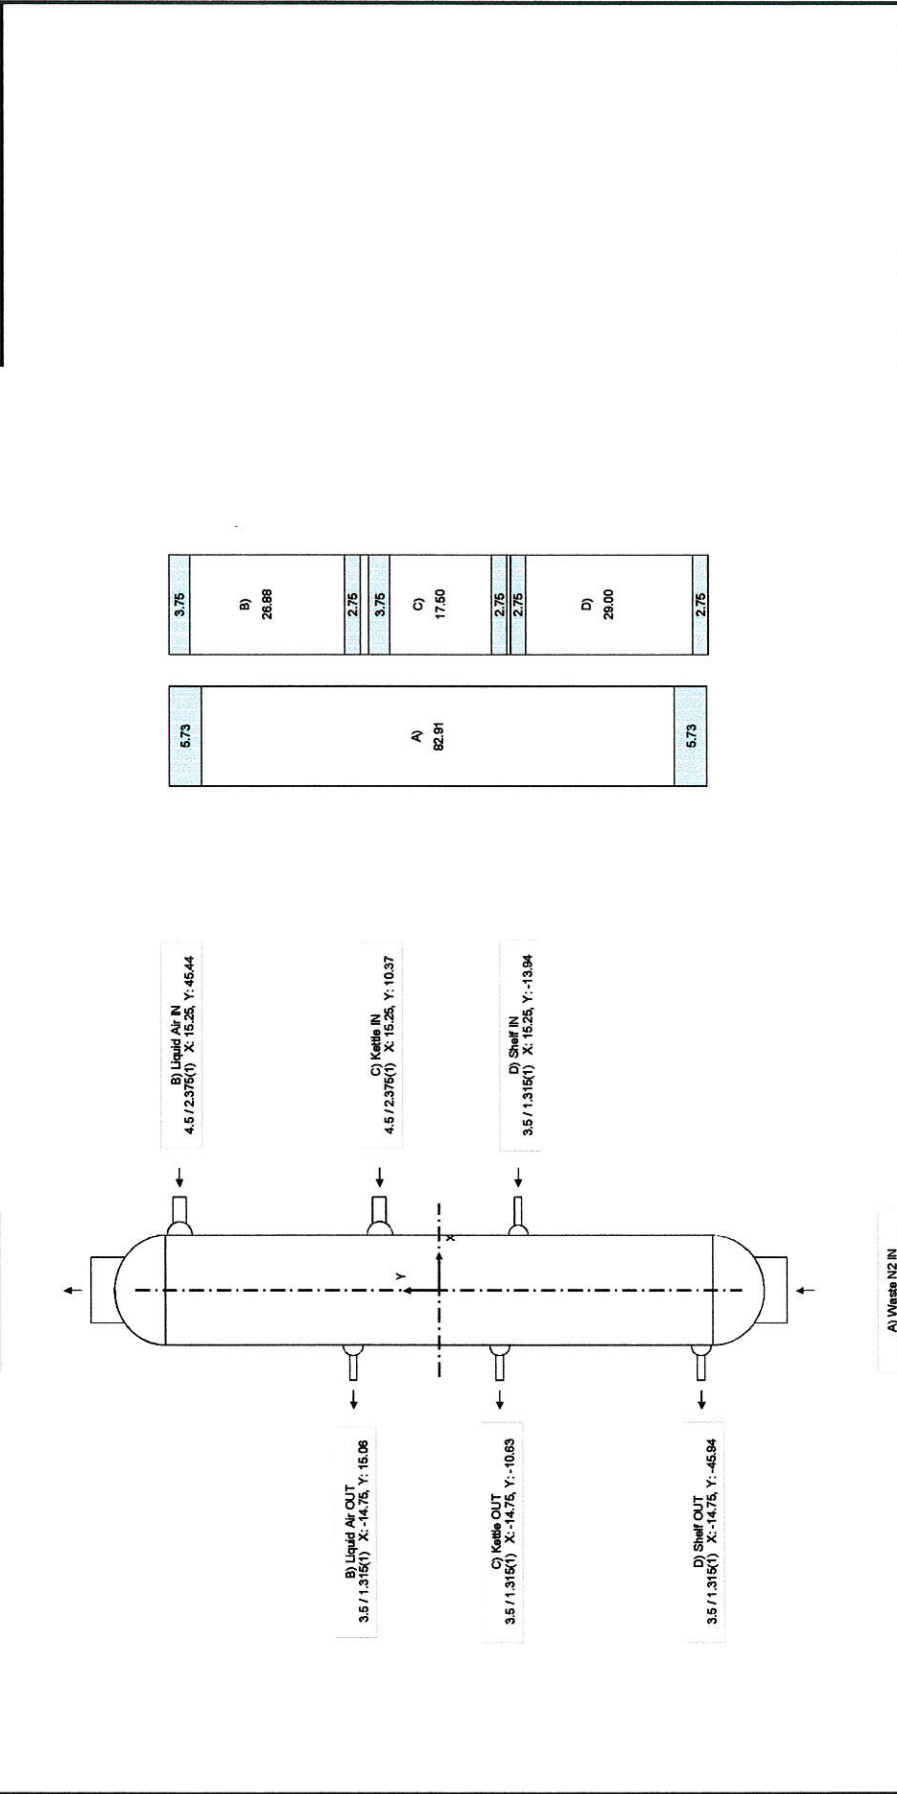 3.75
B)
26.88
2.75
3.75
C)
17.50
2.75
2.75
D)
29.00
2.75
5.73
A)
82.91
5.73
B) Liquid Air IN
4.5 / 2.375(1) X: 15.25, Y: 45.44
C) Kettle IN
4.5 / 2.375(1) X: 15.25, Y: 10.37
D) Shelf IN
3.5 / 1.315(1) X: 15.25, Y: -13.94
Y
X
B) Liquid Air OUT
3.5 / 1.315(1) X: -14.75, Y: 15.06
C) Kettle OUT
3.5 / 1.315(1) X: -14.75, Y: -10.63
D) Shelf OUT
3.5 / 1.315(1) X: -14.75, Y: -45.94
A) Waste N2 IN